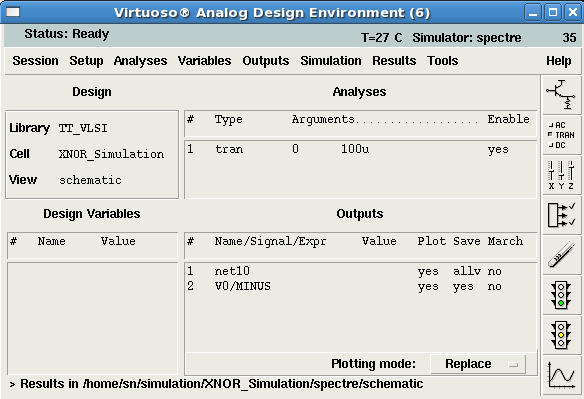 Virtuoso® Analog Design Environment (6)
Status: Ready T=27 C Simulator: spectre 35
Session Setup Analyses Variables Outputs Simulation Results Tools Help
Design
Library TT_VLSI
Cell XNOR_Simulation
View schematic
Analyses
# Type Arguments................... Enable
1 tran 0 100u yes
Design Variables
# Name Value
Outputs
# Name/Signal/Expr Value Plot Save March
1 net10 yes allv no
2 V0/MINUS yes yes no
Plotting mode: Replace
> Results in /home/sn/simulation/XNOR_Simulation/spectre/schematic
AC
TRAN
DC
X Y Z